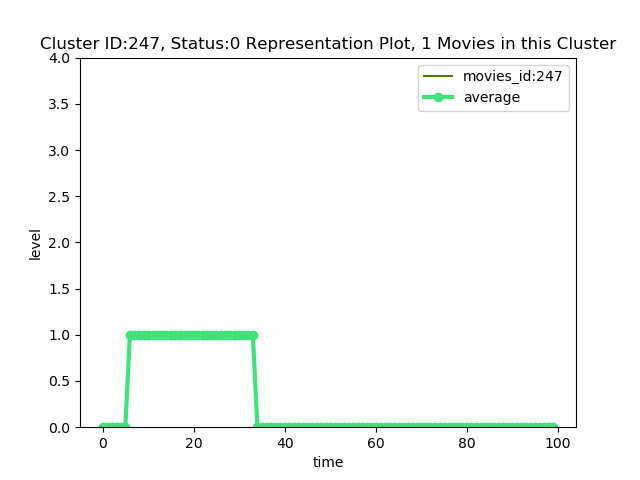 Cluster ID:247, Status:0 Representation Plot, 1 Movies in this Cluster
movies_id:247
average
4.0
3.5
3.0
2.5
2.0
1.5
1.0
0.5
0.0
level
0 20 40 60 80 100
time